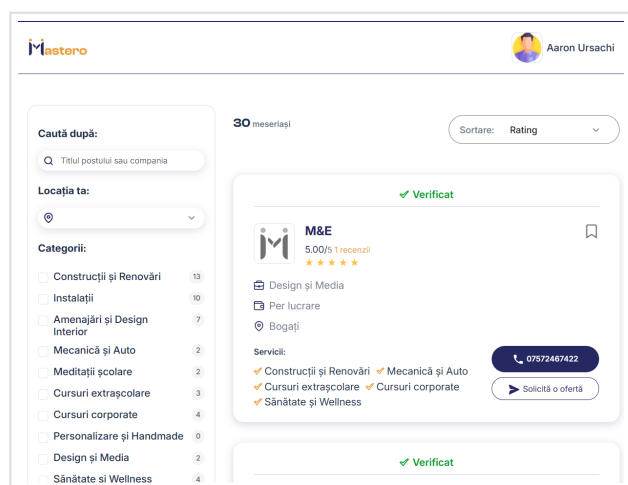 Mastero
Aaron Ursachi
Caută după:
Titlul postului sau compania
Locația ta:
Categorii:
Construcții și Renovări 13
Instalații 10
Amenajări și Design 7
Interior
Mecanică și Auto 2
Meditații școlare 2
Cursuri extrașcolare 3
Cursuri corporate 4
Personalizare și Handmade 0
Design și Media 2
Sănătate și Wellness 4
30 meseriași
Sortare: Rating
Verificat
M&E
5.00/5 1 recenzii
Design și Media
Per lucrare
Bogați
Servicii:
Construcții și Renovări Mecanică și Auto
Cursuri extrașcolare Cursuri corporate
Sănătate și Wellness
07572467422
Solicită o ofertă
Verificat